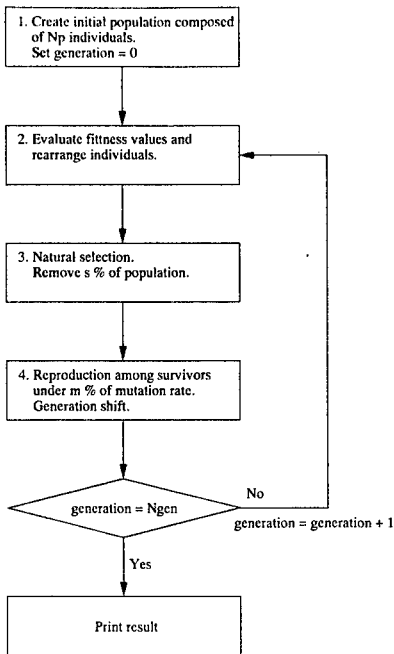 1. Create initial population composed
of Np individuals.
Set generation = 0
2. Evaluate fittness values and
rearrange individuals.
3. Natural selection.
Remove s % of population.
4. Reproduction among survivors
under m % of mutation rate.
Generation shift.
generation = Ngen
No
generation = generation + 1
Yes
Print result